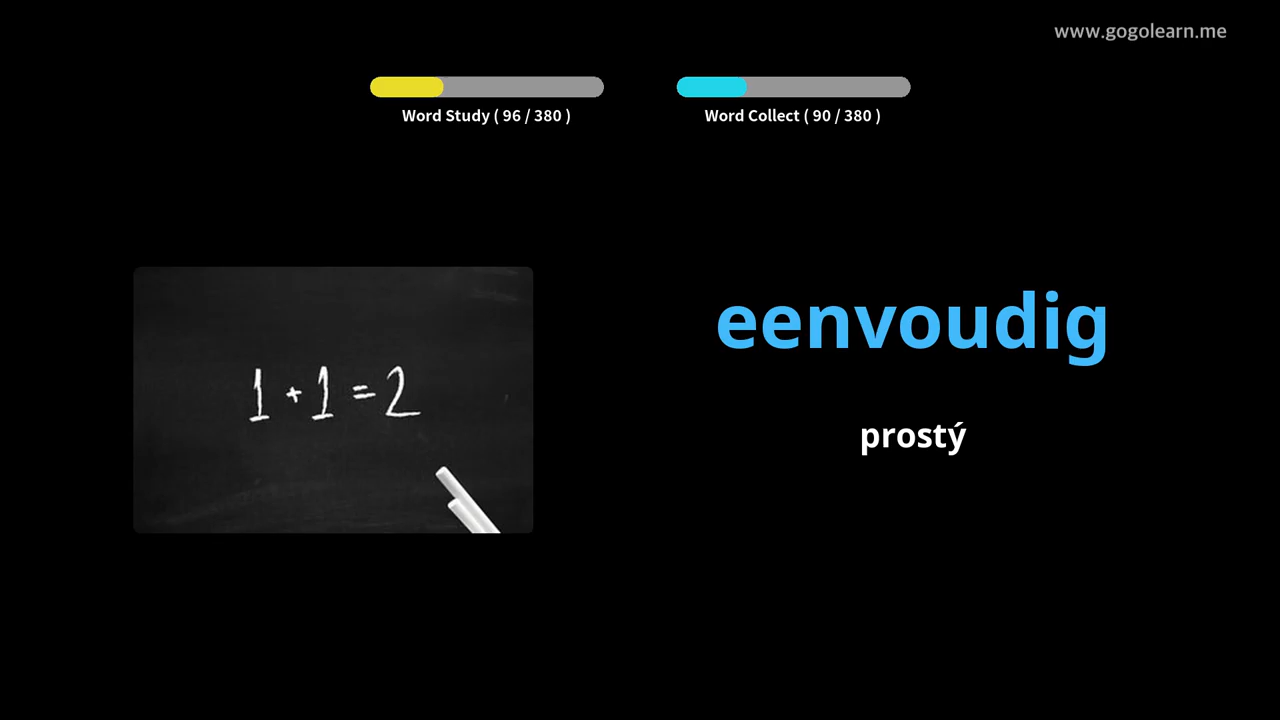 www.gogolearn.me
Word Study ( 96 / 380 )
Word Collect ( 90 / 380 )
1 + 1 = 2
eenvoudig
prostý